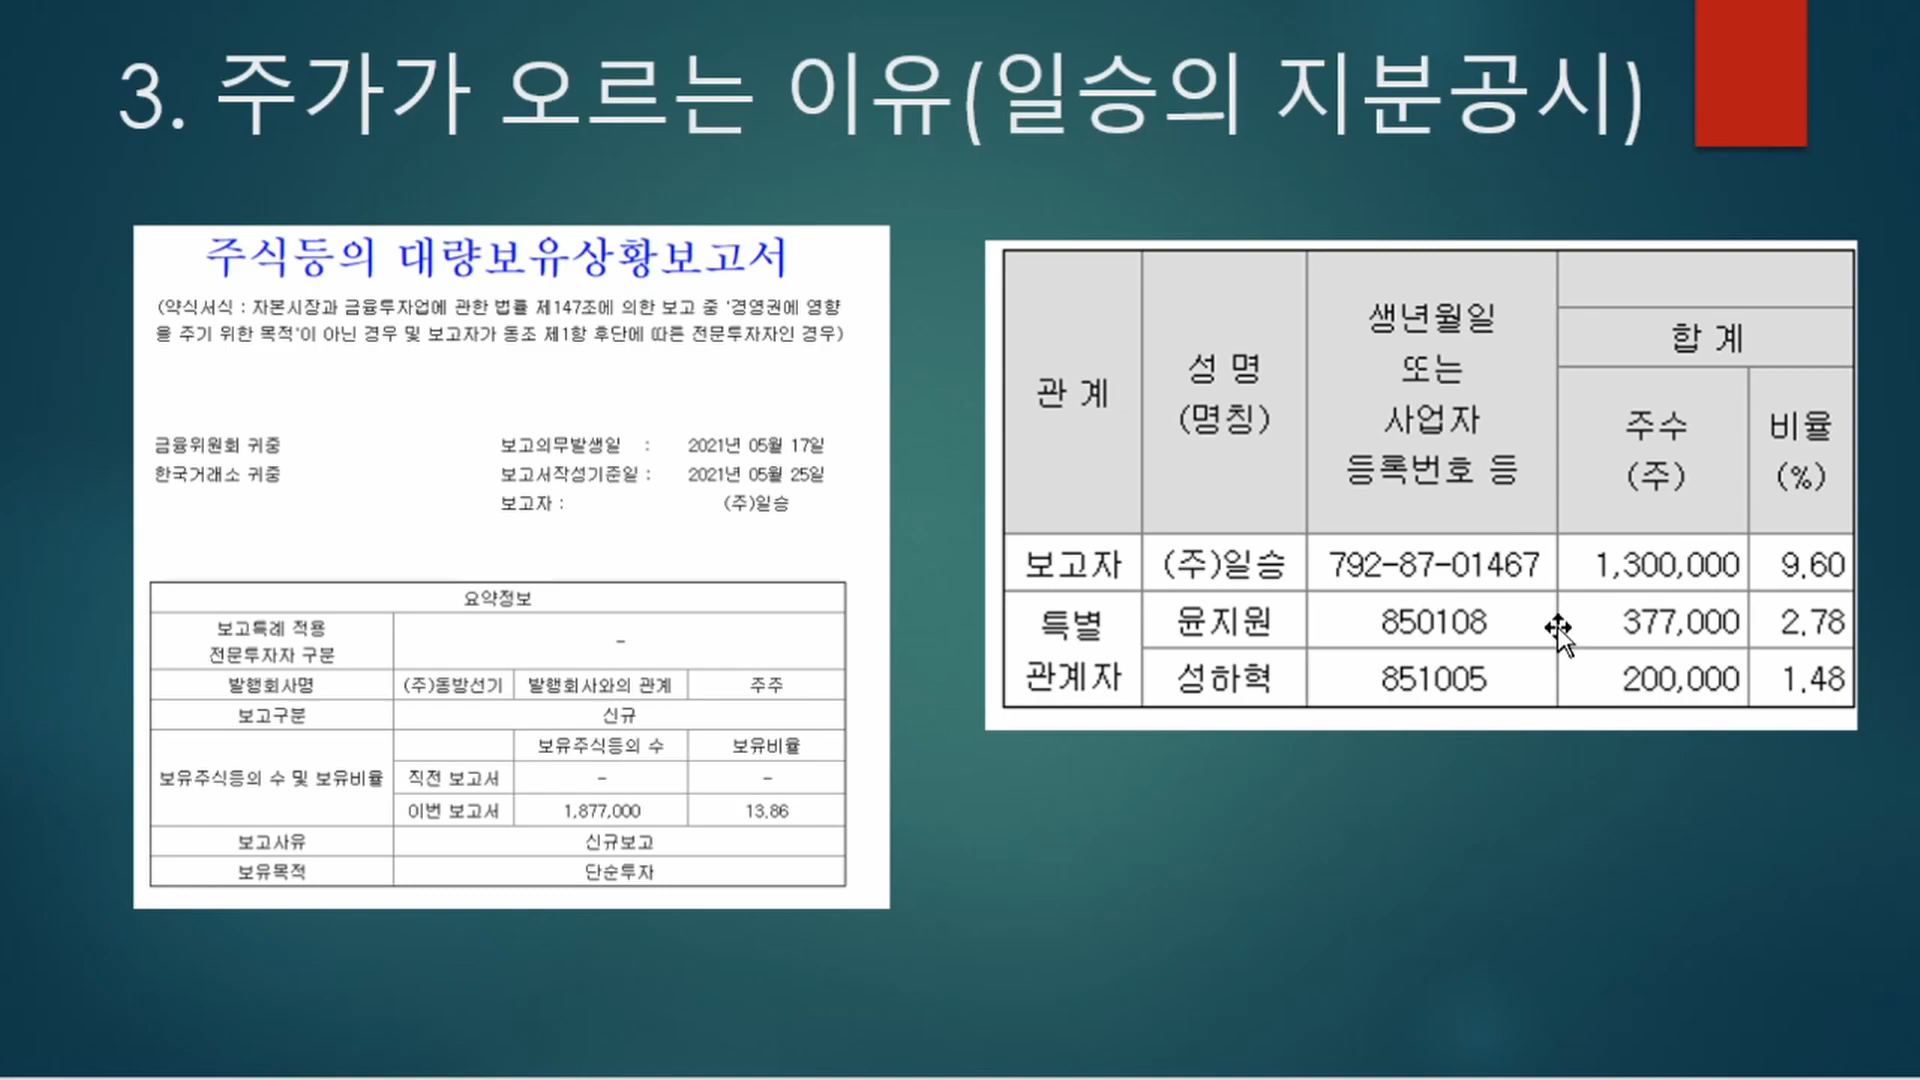 3. 주가가 오르는 이유(일승의 지분공시)
주식등의 대량보유상황보고서
(약식서식 : 자본시장과 금융투자업에 관한 법률 제147조에 의한 보고 중 '경영권에 영향
을 주기 위한 목적'이 아닌 경우 및 보고자가 동조 제1항 후단에 따른 전문투자자인 경우)
금융위원회 귀중 보고의무발생일 : 2021년 05월 17일
한국거래소 귀중 보고서작성기준일 : 2021년 05월 25일
보고자 : (주)일승
요약정보
보고특례 적용
전문투자자 구분 -
발행회사명 (주)동방선기 발행회사와의 관계 주주
보고구분 신규
보유주식등의 수 및 보유비율 보유주식등의 수 보유비율
직전 보고서 - -
이번 보고서 1,877,000 13.86
보고사유 신규보고
보유목적 단순투자
관 계
성 명
(명칭)
생년월일
또는
사업자
등록번호 등
합 계
주수
(주)
비율
(%)
보고자 (주)일승 792-87-01467 1,300,000 9.60
특별
관계자
윤지원 850108 377,000 2.78
성하혁 851005 200,000 1.48